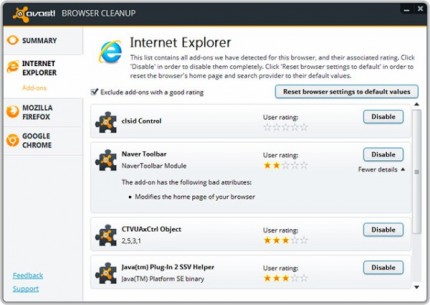 avast! BROWSER CLEANUP
SUMMARY
INTERNET
EXPLORER
Add-ons
MOZILLA
FIREFOX
GOOGLE
CHROME
Feedback
Support
Internet Explorer
This list contains all add-ons we have detected for this browser, and their associated rating. Click
'Disable' in order to disable them completely. Click 'Reset browser settings to default' in order to
reset the browser's home page and search provider to their default values.
Exclude add-ons with a good rating
Reset browser settings to default values
clsid Control
User rating:
Disable
Naver Toolbar
NaverToolbar Module
User rating:
Disable
Fewer details
The add-on has the following bad attributes:
• Modifies the home page of your browser
CTVUAxCtrl Object
2,5,3,1
User rating:
Disable
Java(tm) Plug-In 2 SSV Helper
Java(TM) Platform SE binary
User rating:
Disable